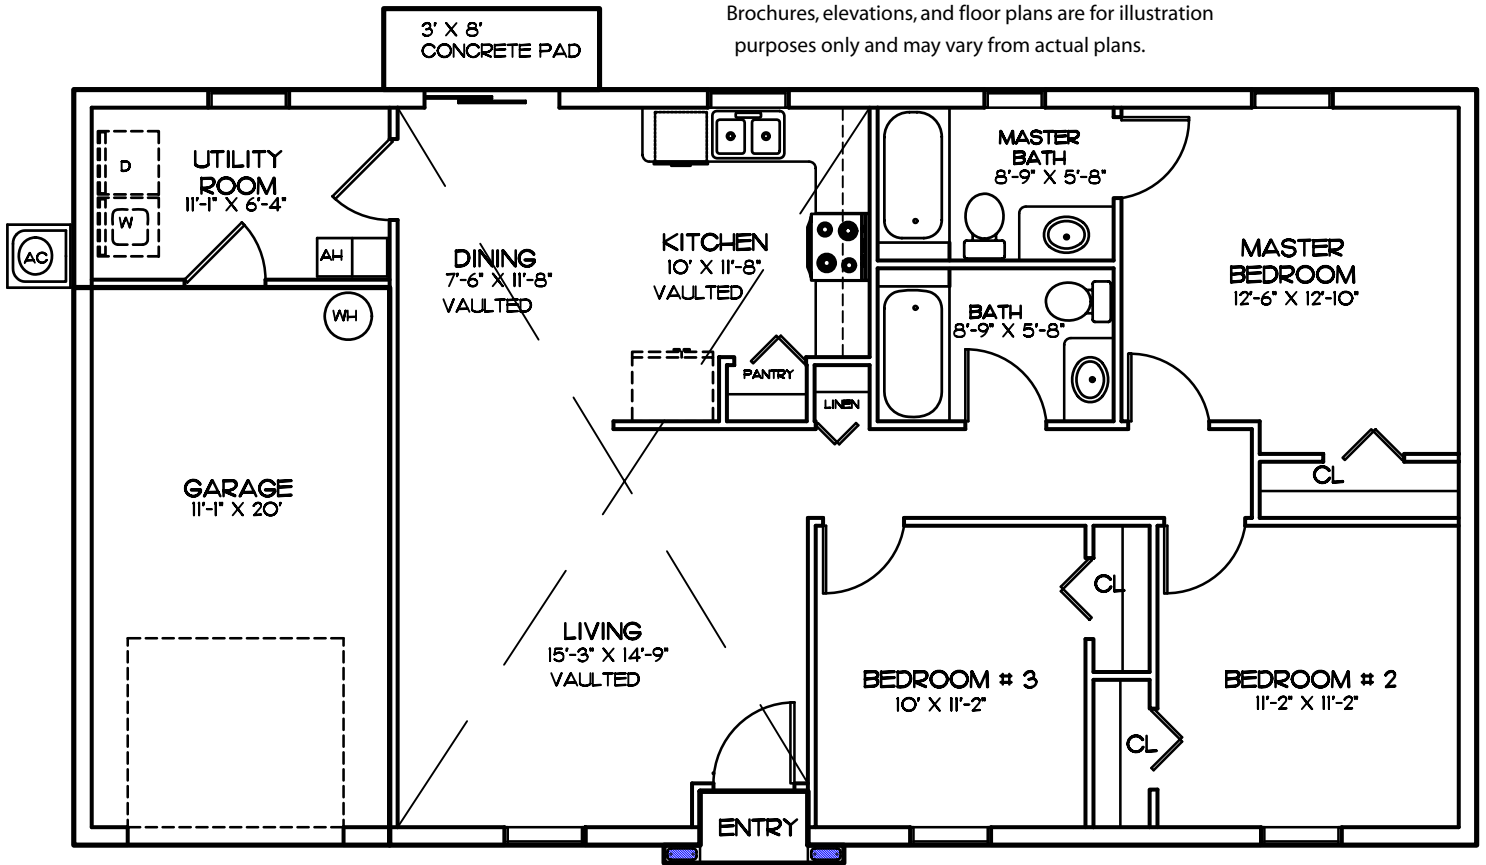 Brochures, elevations, and floor plans are for illustration
purposes only and may vary from actual plans.
3' X 8'
CONCRETE PAD
UTILITY
ROOM
11'-1" X 6'-4"
D
W
AC
AH
WH
DINING
7'-6" X 11'-8"
VAULTED
KITCHEN
10' X 11'-8"
VAULTED
PANTRY
LINEN
MASTER
BATH
8'-9" X 5'-8"
BATH
8'-9" X 5'-8"
MASTER
BEDROOM
12'-6" X 12'-10"
CL
GARAGE
11'-1" X 20'
LIVING
15'-3" X 14'-9"
VAULTED
BEDROOM # 3
10' X 11'-2"
CL
CL
BEDROOM # 2
11'-2" X 11'-2"
ENTRY